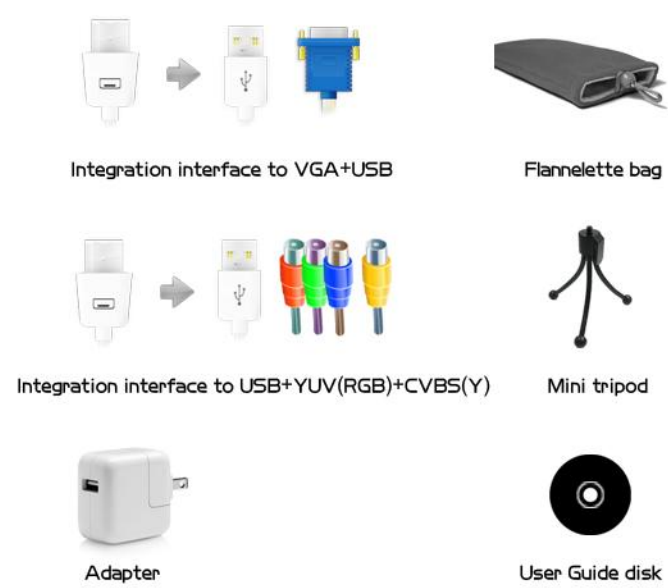 Integration interface to VGA+USB
Flannelette bag
Integration interface to USB+YUV(RGB)+CVBS(Y)
Mini tripod
Adapter
User Guide disk